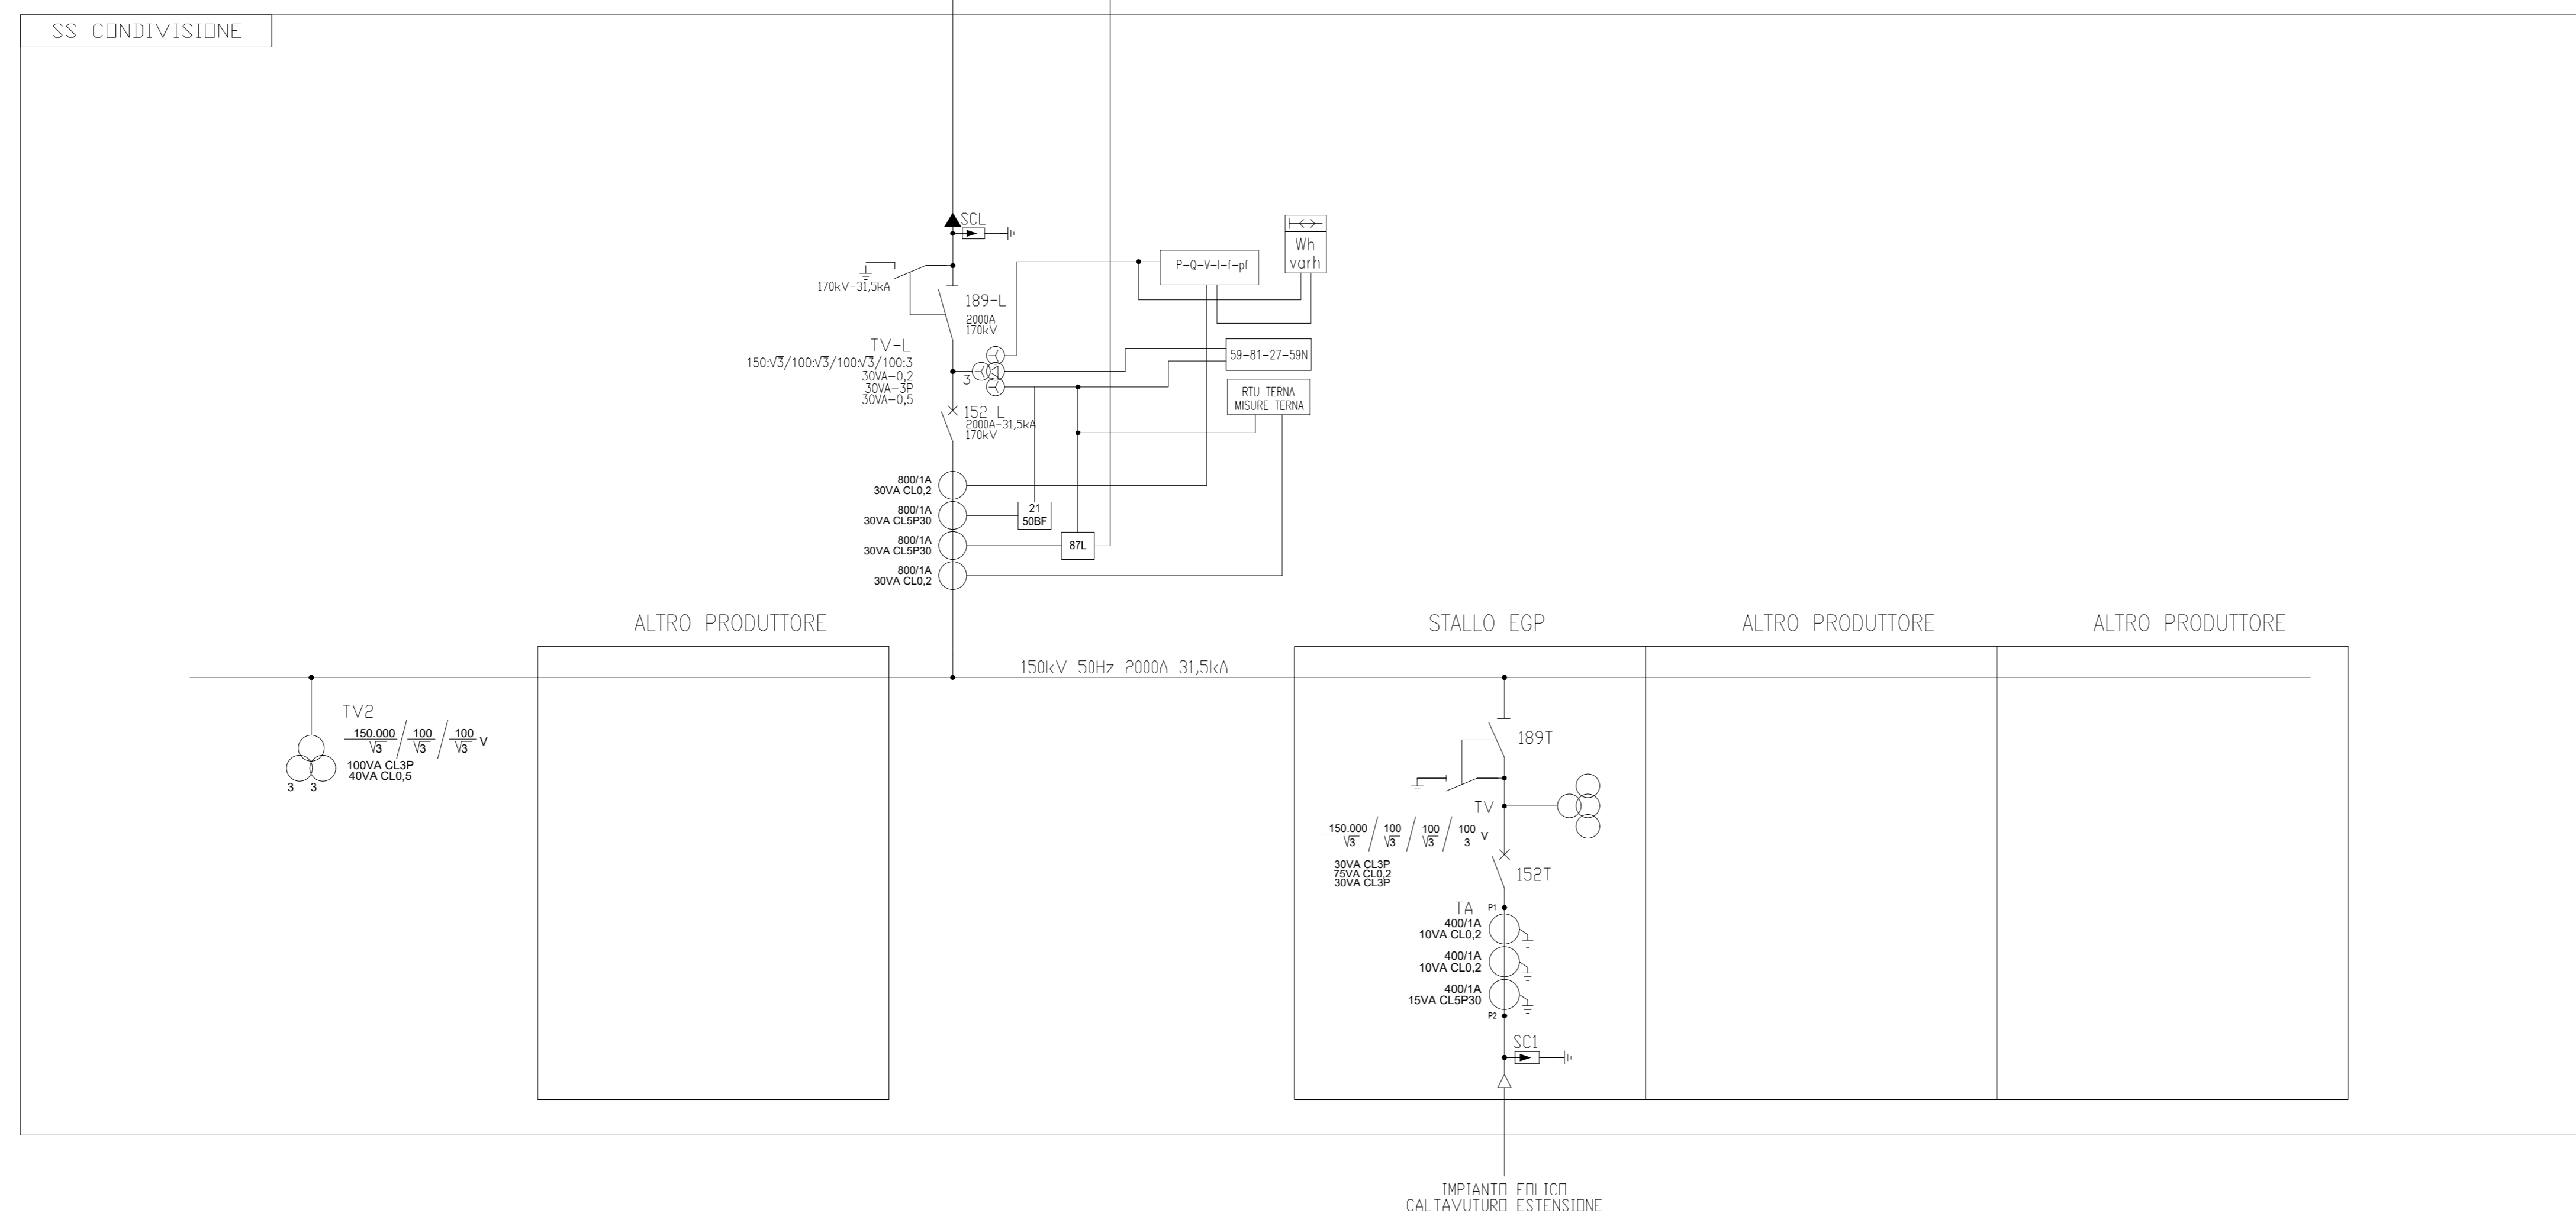 SS CONDIVISIONE
SCL
170kV-31,5kA
189-L
2000A
170kV
P-Q-V-I-f-pf
Wh
varh
TV-L
150:√3/100:√3/100:√3/100:3
30VA-0,2
30VA-3P
30VA-0,5
3
59-81-27-59N
RTU TERNA
MISURE TERNA
152-L
2000A-31,5kA
170kV
800/1A
30VA CL0,2
800/1A
30VA CL5P30
21
50BF
800/1A
30VA CL5P30
87L
800/1A
30VA CL0,2
ALTRO PRODUTTORE
STALLO EGP
ALTRO PRODUTTORE
ALTRO PRODUTTORE
150kV 50Hz 2000A 31,5kA
TV2
150.000/√3 / 100/√3 / 100/√3 V
100VA CL3P
40VA CL0,5
3 3
189T
TV
150.000/√3 / 100/√3 / 100/√3 / 100/3 V
30VA CL3P
75VA CL0,2
30VA CL3P
152T
TA P1
400/1A
10VA CL0,2
400/1A
10VA CL0,2
400/1A
15VA CL5P30
P2
SC1
IMPIANTO EOLICO
CALTAVUTURO ESTENSIONE